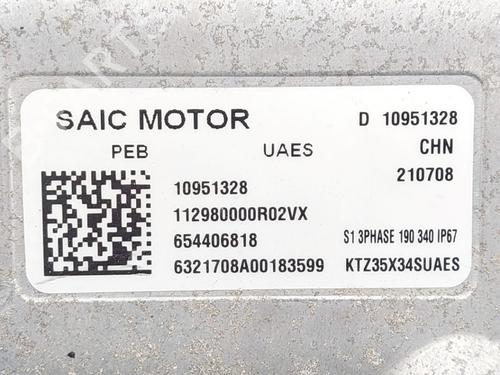 SAIC MOTOR D 10951328
PEB UAES CHN
210708
10951328
112980000R02VX
654406818 S1 3PHASE 190 340 IP67
6321708A00183599 KTZ35X34SUAES